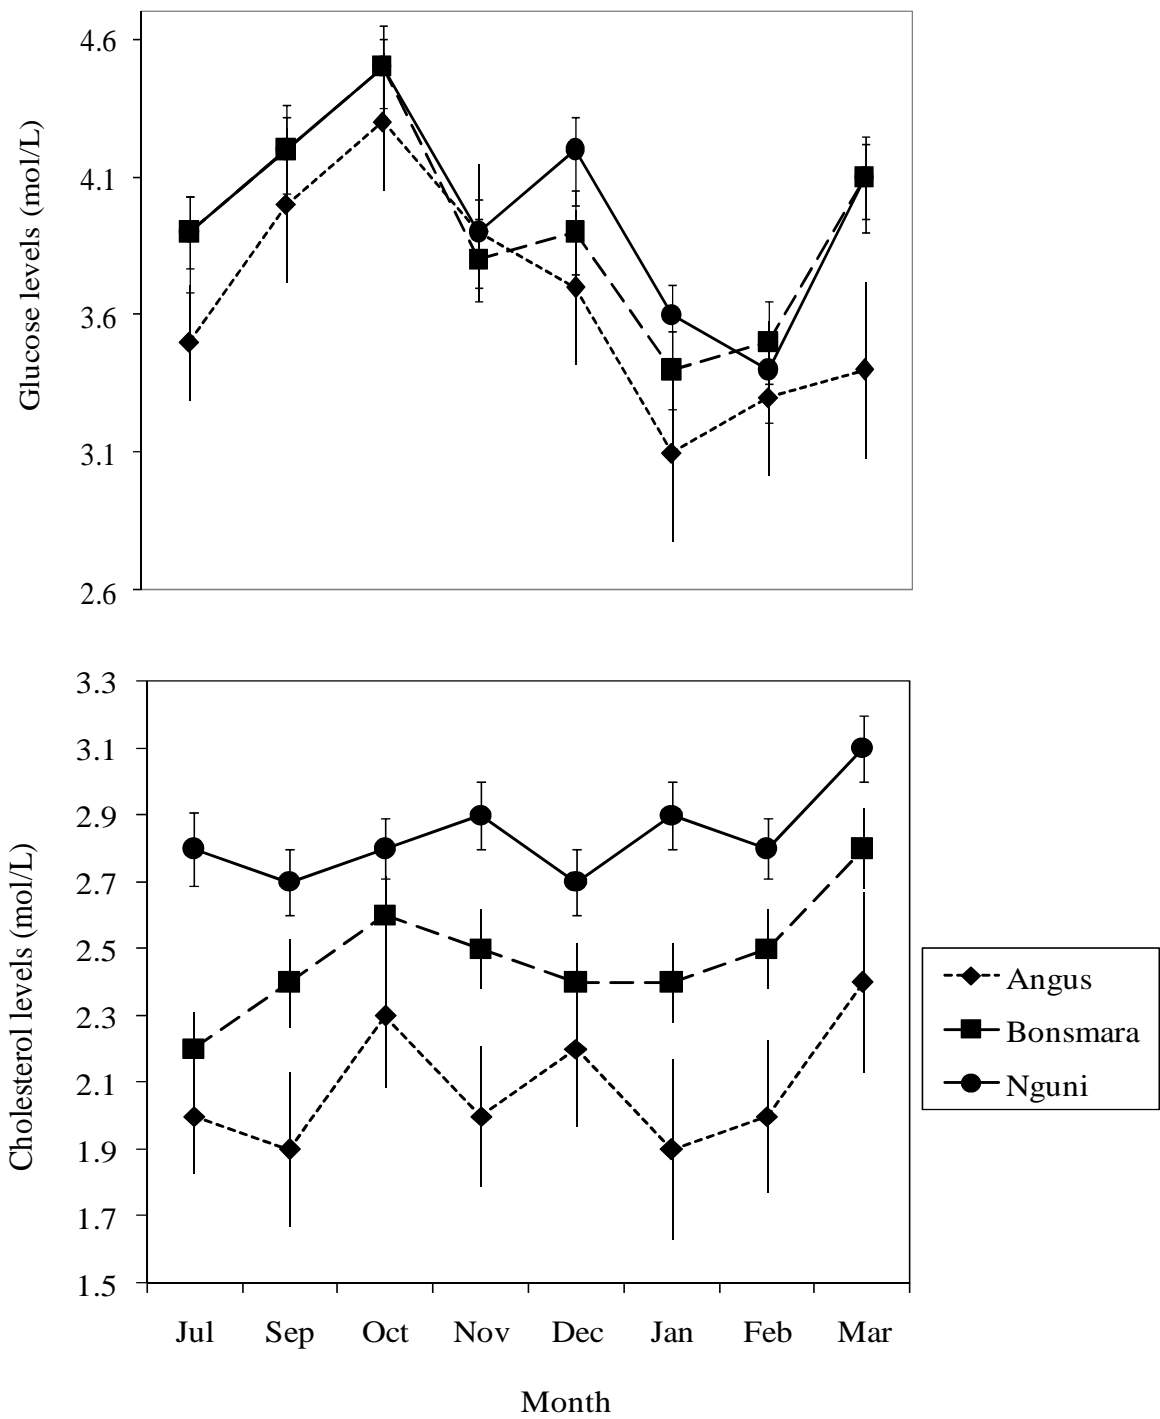 Glucose levels (mol/L)
4.6
4.1
3.6
3.1
2.6
Cholesterol levels (mol/L)
3.3
3.1
2.9
2.7
2.5
2.3
2.1
1.9
1.7
1.5
Jul Sep Oct Nov Dec Jan Feb Mar
Month
Angus
Bonsmara
Nguni